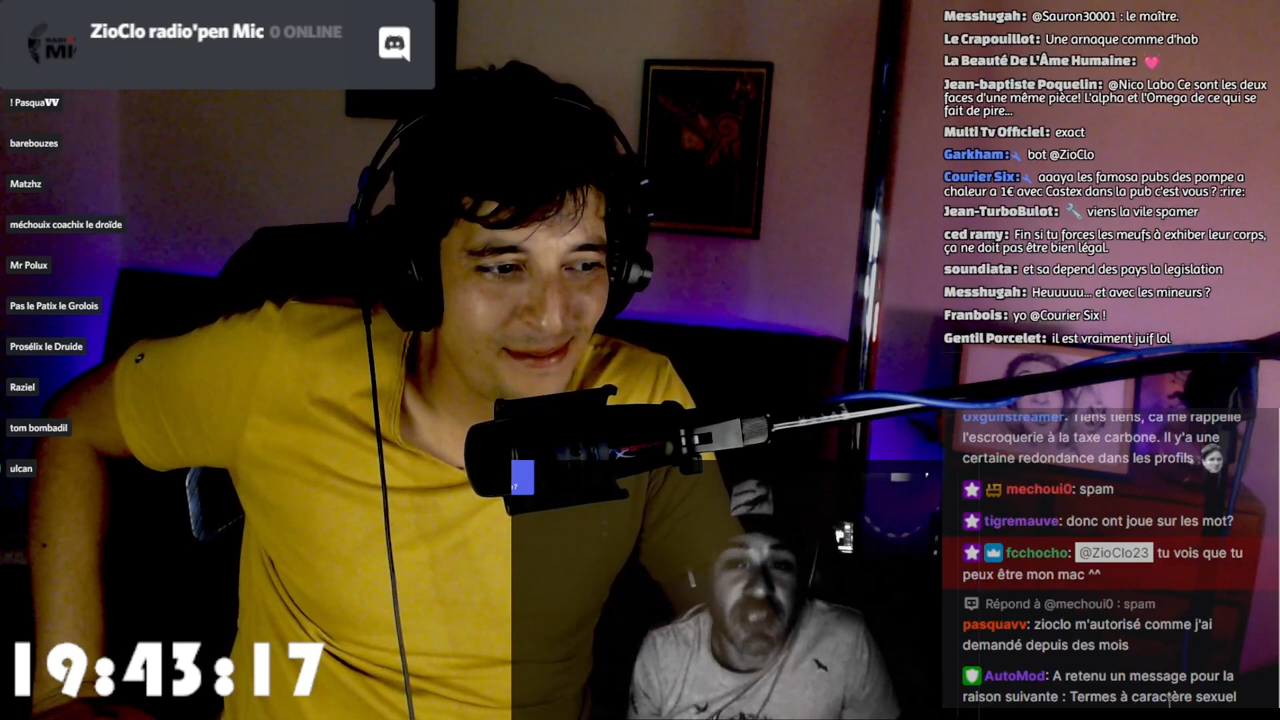 ZioClo radio'pen Mic 0 ONLINE
MI
! PasquaVV
barebouzes
Matzhz
méchouix coachix le droïde
Mr Polux
Pas le Patix le Grolois
Prosélix le Druide
Raziel
tom bombadil
ulcan
19:43:17
Messhugah: @Sauron30001 : le maître.
Le Crapouillot: Une arnaque comme d'hab
La Beauté De L'Âme Humaine:
Jean-baptiste Poquelin: @Nico Labo Ce sont les deux
faces d'une même pièce! L'alpha et l'Omega de ce qui se
fait de pire...
Multi Tv Officiel: exact
Garkham: bot @ZioClo
Courier Six: aaaya les famosa pubs des pompe a
chaleur a 1€ avec Castex dans la pub c'est vous ? :rire:
Jean-TurboBulot: viens la vile spamer
ced ramy: Fin si tu forces les meufs à exhiber leur corps,
ça ne doit pas être bien légal.
soundiata: et sa depend des pays la legislation
Messhugah: Heuuuuu... et avec les mineurs ?
Franbois: yo @Courier Six !
Gentil Porcelet: il est vraiment juif lol
0xgulfstreamer: Tiens tiens, ca me rappelle
l'escroquerie à la taxe carbone. Il y'a une
certaine redondance dans les profils
mechoui0: spam
tigremauve: donc ont joue sur les mot?
fcchocho: @ZioClo23 tu vois que tu
peux être mon mac ^^
Répond à @mechoui0 : spam
pasquavv: zioclo m'autorisé comme j'ai
demandé depuis des mois
AutoMod: A retenu un message pour la
raison suivante : Termes à caractère sexuel